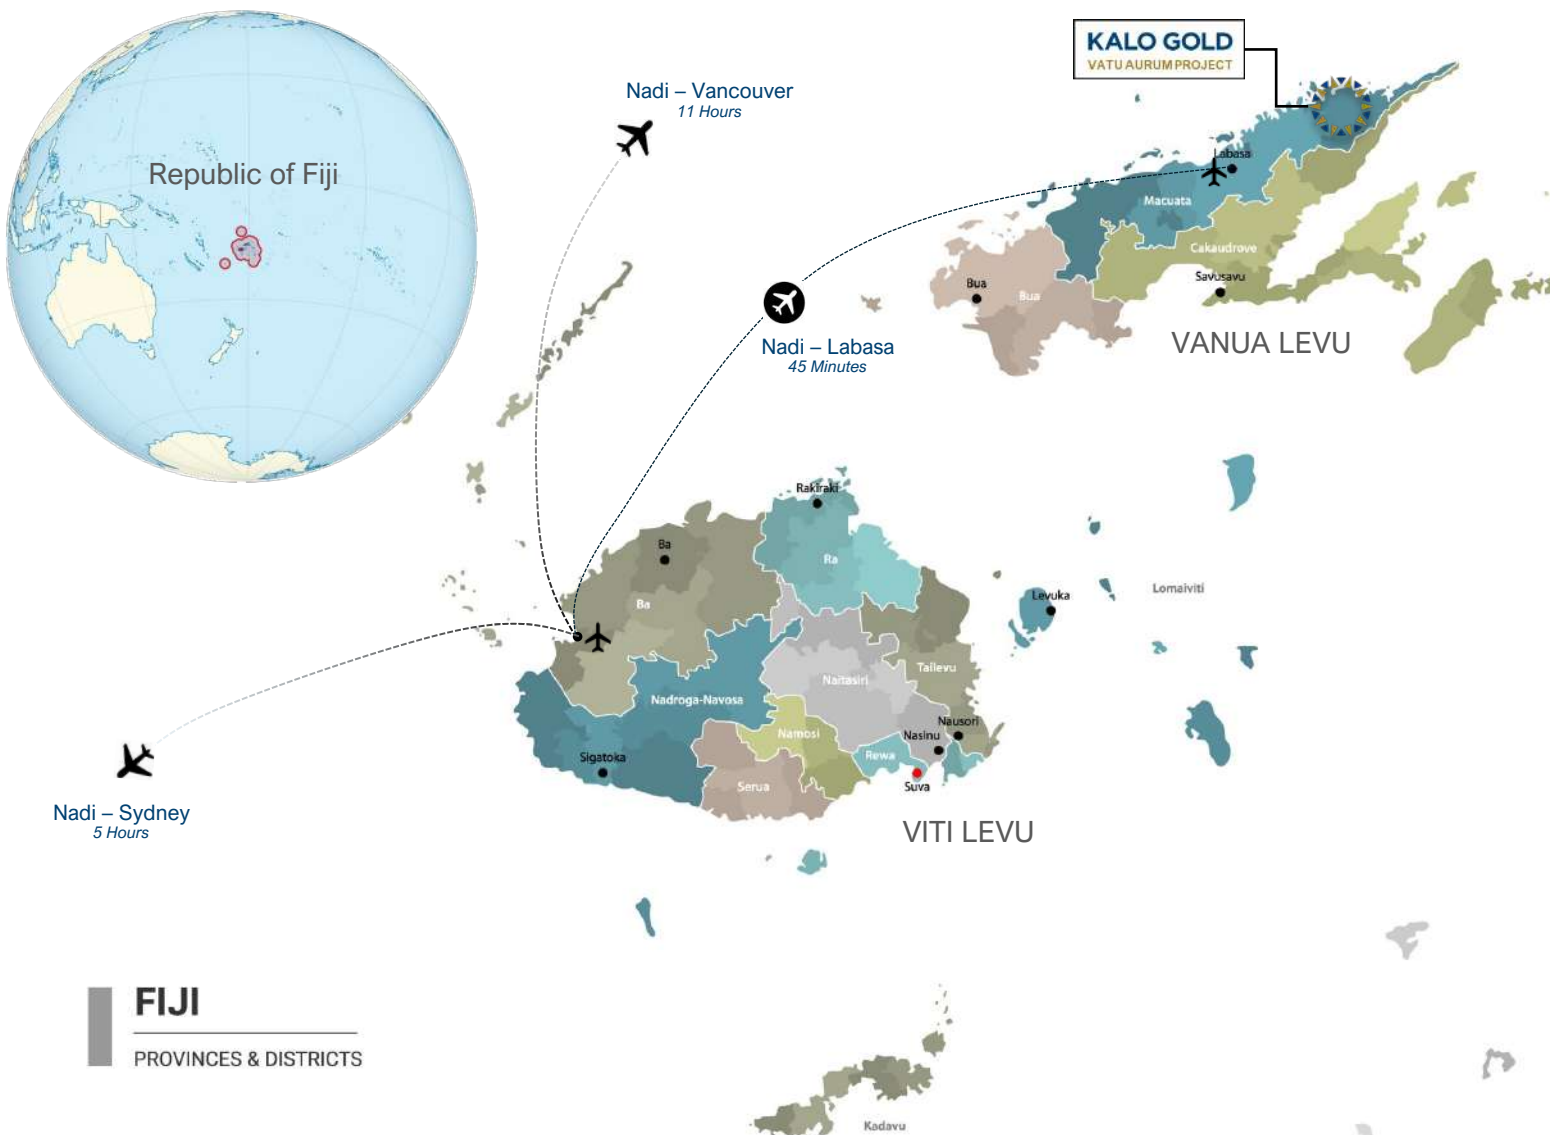 KALO GOLD
VATU AURUM PROJECT
Nadi – Vancouver
11 Hours
Republic of Fiji
Labasa
Macuata
Cakaudrove
Savusavu
Bua
Bua
VANUA LEVU
Nadi – Labasa
45 Minutes
Rakiraki
Ba
Ra
Ba
Levuka
Lomaiviti
Tailevu
Naitasiri
Nadroga-Navosa
Nausori
Namosi
Nasinu
Rewa
Sigatoka
Serua
Suva
Nadi – Sydney
5 Hours
VITI LEVU
FIJI
PROVINCES & DISTRICTS
Kadavu